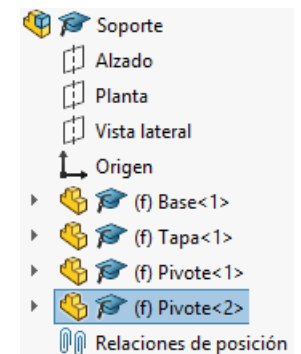 Soporte
Alzado
Planta
Vista lateral
Origen
(f) Base<1>
(f) Tapa<1>
(f) Pivote<1>
(f) Pivote<2>
Relaciones de posición